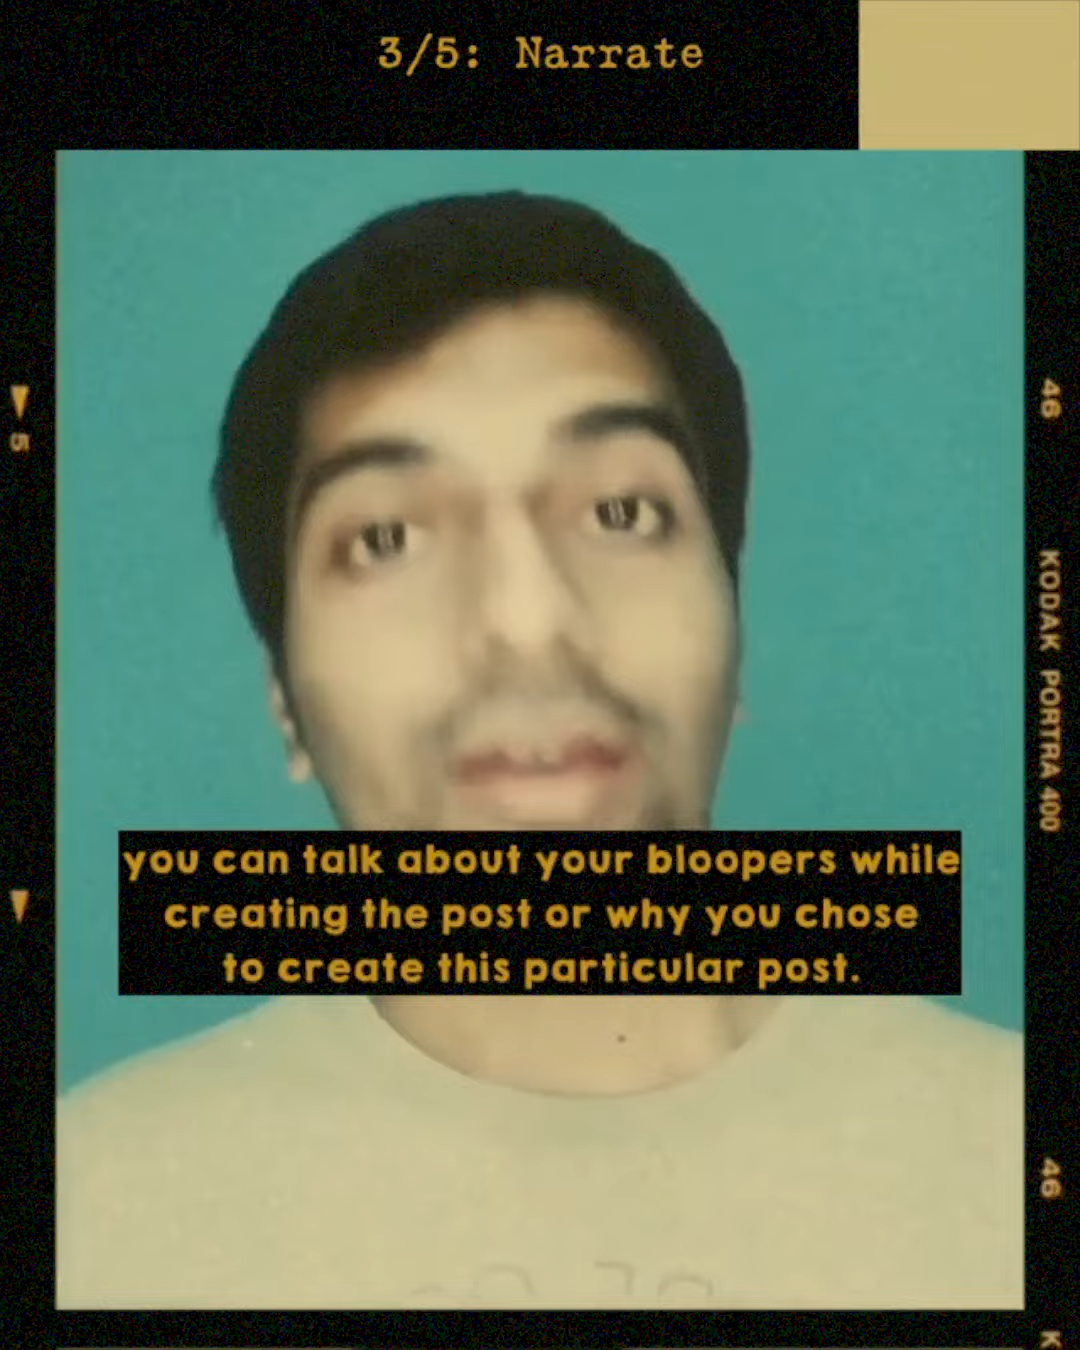 3/5: Narrate
5
46
KODAK PORTRA 400
you can talk about your bloopers while
creating the post or why you chose
to create this particular post.
46
K